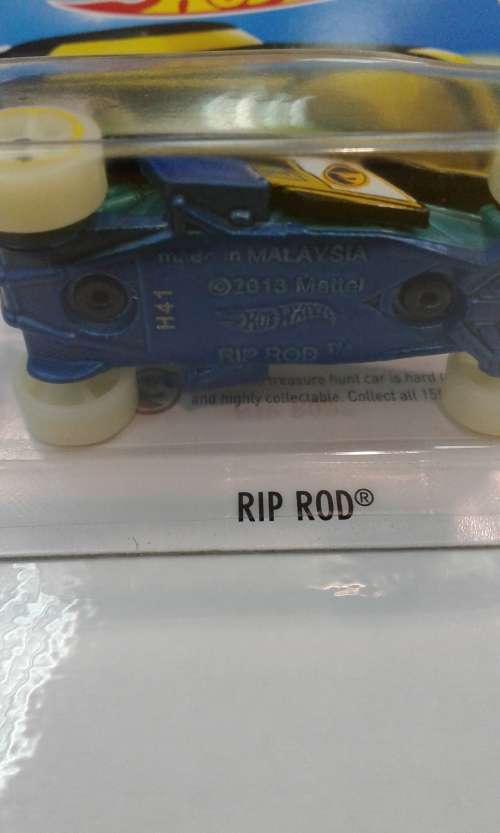 made in MALAYSIA
©2013 Mattel
H41
HOT WHEELS
RIP ROD
treasure hunt car is hard
and highly collectable. Collect all 15
RIP ROD®